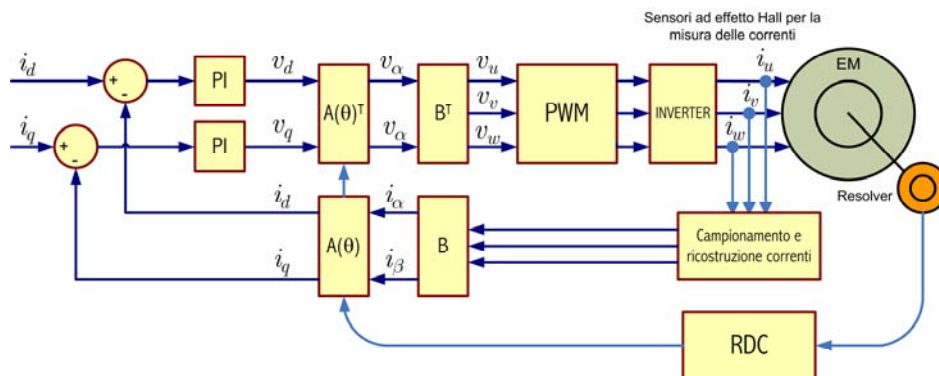 Sensori ad effetto Hall per la
misura delle correnti
i_d
+
-
PI
v_d
A(θ)ᵀ
v_α
Bᵀ
v_u
v_v
v_w
PWM
INVERTER
i_u
i_v
i_w
EM
i_q
+
-
PI
v_q
v_α
Resolver
i_d
i_q
A(θ)
i_α
i_β
B
Campionamento e
ricostruzione correnti
RDC